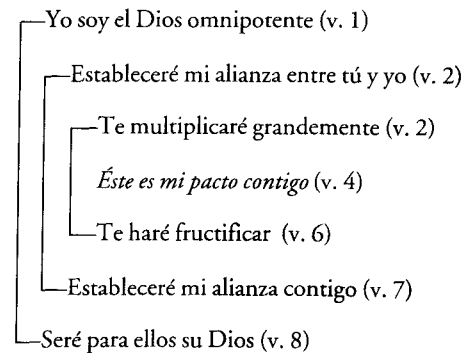 Yo soy el Dios omnipotente (v. 1)
Estableceré mi alianza entre tú y yo (v. 2)
Te multiplicaré grandemente (v. 2)
Éste es mi pacto contigo (v. 4)
Te haré fructificar (v. 6)
Estableceré mi alianza contigo (v. 7)
Seré para ellos su Dios (v. 8)